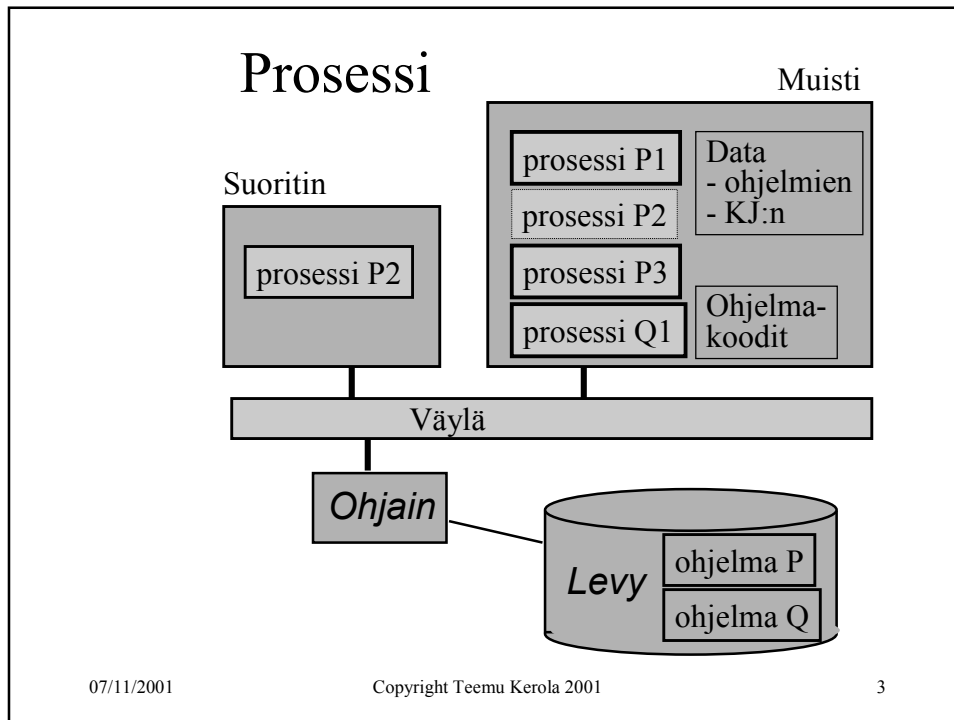 Prosessi
Muisti
Suoritin
prosessi P2
prosessi P1
prosessi P2
prosessi P3
prosessi Q1
Data
- ohjelmien
- KJ:n
Ohjelma-
koodit
Väylä
Ohjain
Levy
ohjelma P
ohjelma Q
07/11/2001
Copyright Teemu Kerola 2001
3